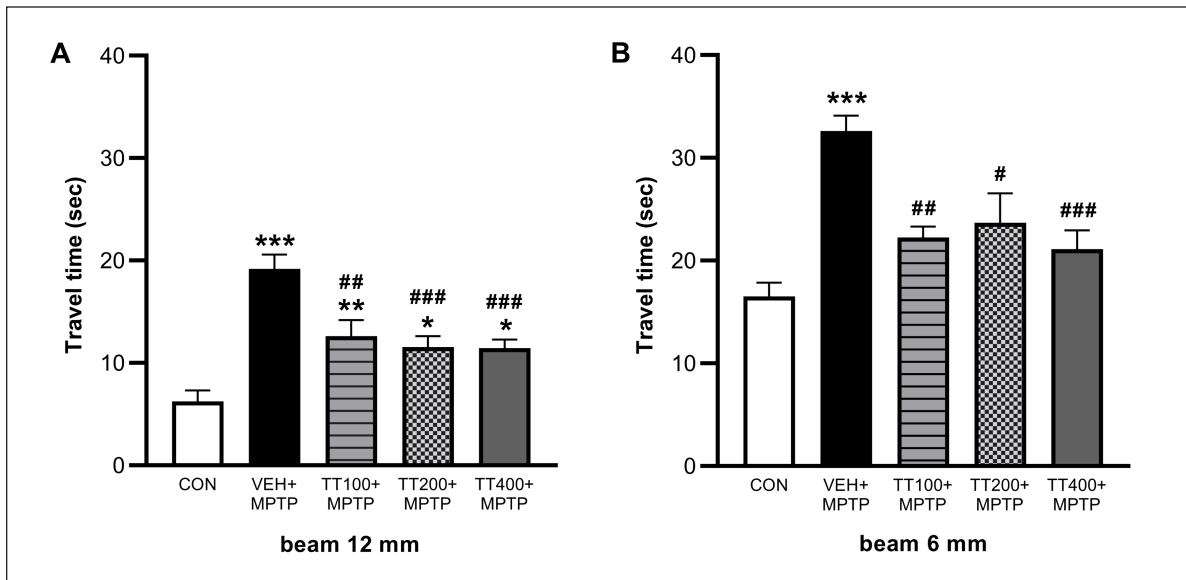 A
B
Travel time (sec)
40
30
20
10
0
***
##
**
###
*
###
*
CON
VEH+
MPTP
TT100+
MPTP
TT200+
MPTP
TT400+
MPTP
beam 12 mm
Travel time (sec)
40
30
20
10
0
***
##
#
###
CON
VEH+
MPTP
TT100+
MPTP
TT200+
MPTP
TT400+
MPTP
beam 6 mm